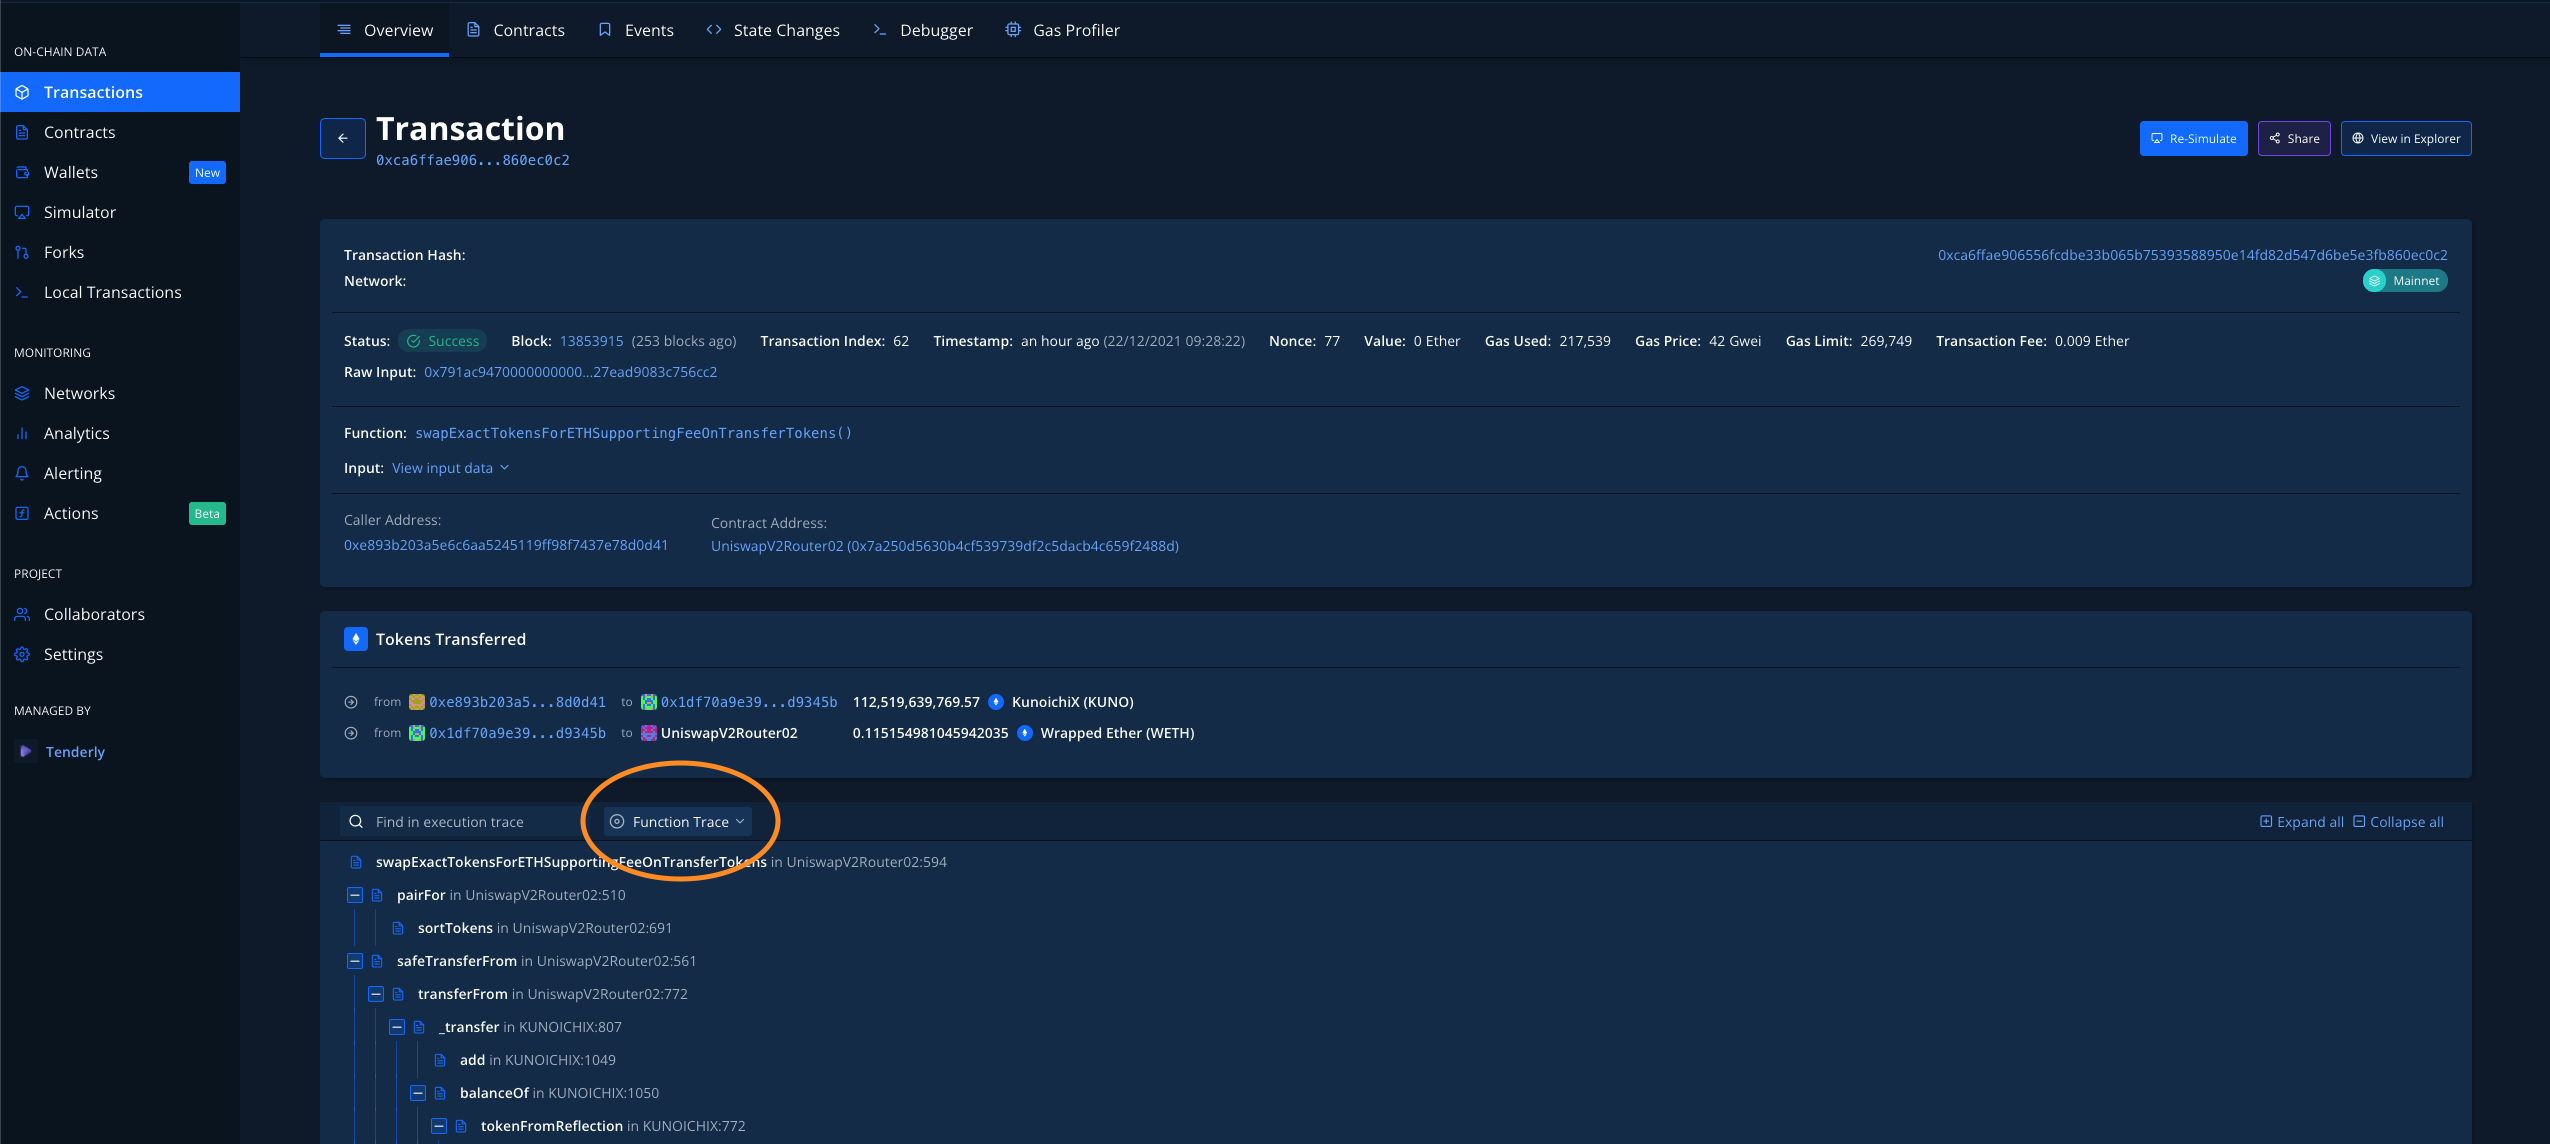 Overview Contracts Events State Changes Debugger Gas Profiler
ON-CHAIN DATA
Transactions
Contracts
Wallets New
Simulator
Forks
Local Transactions
MONITORING
Networks
Analytics
Alerting
Actions Beta
PROJECT
Collaborators
Settings
MANAGED BY
Tenderly
Transaction
0xca6ffae906...860ec0c2
Re-Simulate Share View in Explorer
Transaction Hash: 0xca6ffae906556fcdbe33b065b75393588950e14fd82d547d6be5e3fb860ec0c2
Network: Mainnet
Status: Success Block: 13853915 (253 blocks ago) Transaction Index: 62 Timestamp: an hour ago (22/12/2021 09:28:22) Nonce: 77 Value: 0 Ether Gas Used: 217,539 Gas Price: 42 Gwei Gas Limit: 269,749 Transaction Fee: 0.009 Ether
Raw Input: 0x791ac9470000000000...27ead9083c756cc2
Function: swapExactTokensForETHSupportingFeeOnTransferTokens()
Input: View input data
Caller Address:
0xe893b203a5e6c6aa5245119ff98f7437e78d0d41
Contract Address:
UniswapV2Router02 (0x7a250d5630b4cf539739df2c5dacb4c659f2488d)
Tokens Transferred
from 0xe893b203a5...8d0d41 to 0x1df70a9e39...d9345b 112,519,639,769.57 KunoichiX (KUNO)
from 0x1df70a9e39...d9345b to UniswapV2Router02 0.115154981045942035 Wrapped Ether (WETH)
Find in execution trace Function Trace Expand all Collapse all
swapExactTokensForETHSupportingFeeOnTransferTokens in UniswapV2Router02:594
pairFor in UniswapV2Router02:510
sortTokens in UniswapV2Router02:691
safeTransferFrom in UniswapV2Router02:561
transferFrom in UniswapV2Router02:772
_transfer in KUNOICHIX:807
add in KUNOICHIX:1049
balanceOf in KUNOICHIX:1050
tokenFromReflection in KUNOICHIX:772